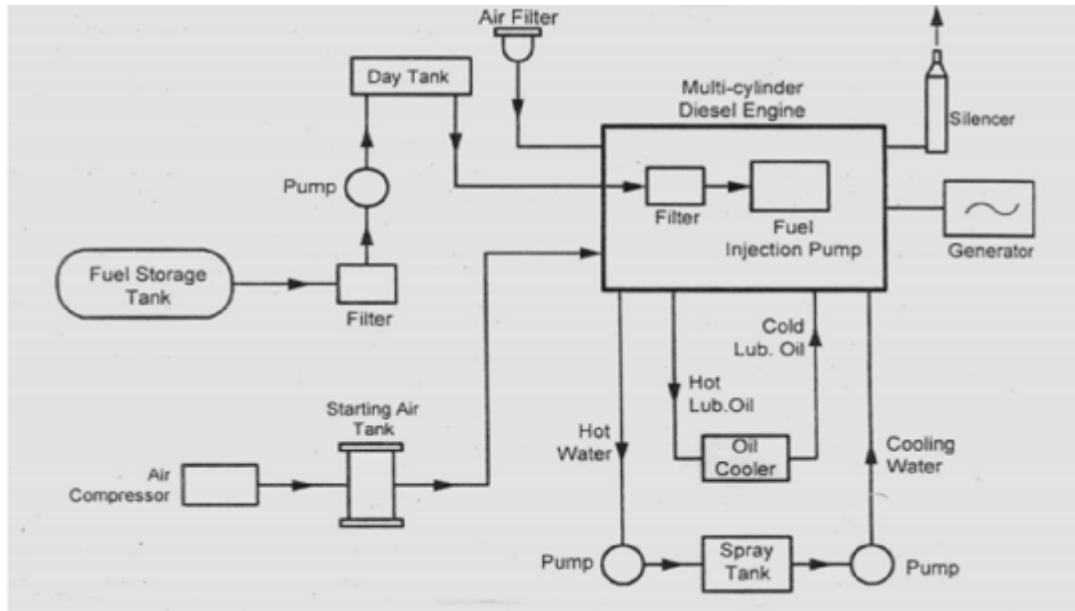 Air Filter
Day Tank
Multi-cylinder
Diesel Engine
Silencer
Pump
Filter
Fuel
Injection Pump
Generator
Fuel Storage
Tank
Filter
Cold
Lub. Oil
Hot
Lub.Oil
Starting Air
Tank
Hot
Water
Oil
Cooler
Cooling
Water
Air
Compressor
Pump
Spray
Tank
Pump